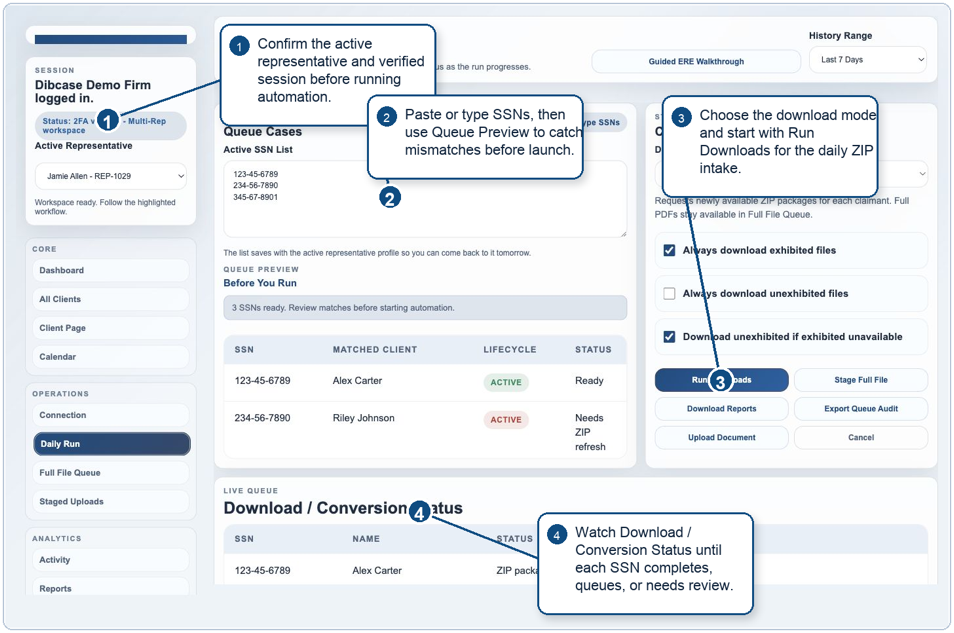 SESSION
Dibcase Demo Firm
logged in.
Status: 2FA v - Multi-Rep
workspace
Active Representative
Jamie Allen - REP-1029
Workspace ready. Follow the highlighted
workflow.
CORE
Dashboard
All Clients
Client Page
Calendar
OPERATIONS
Connection
Daily Run
Full File Queue
Staged Uploads
ANALYTICS
Activity
Reports
1
1 Confirm the active
representative and verified
session before running
automation.
us as the run progresses.
Guided ERE Walkthrough
History Range
Last 7 Days
2 Paste or type SSNs, then
use Queue Preview to catch
mismatches before launch.
ype SSNs
Queue Cases
Active SSN List
123-45-6789
234-56-7890
345-67-8901
2
The list saves with the active representative profile so you can come back to it tomorrow.
QUEUE PREVIEW
Before You Run
3 SSNs ready. Review matches before starting automation.
SSN MATCHED CLIENT LIFECYCLE STATUS
123-45-6789 Alex Carter ACTIVE Ready
234-56-7890 Riley Johnson ACTIVE Needs
ZIP
refresh
3 Choose the download mode
and start with Run
Downloads for the daily ZIP
intake.
Requests newly available ZIP packages for each claimant. Full
PDFs stay available in Full File Queue.
Always download exhibited files
Always download unexhibited files
Download unexhibited if exhibited unavailable
Run 3 oads
Stage Full File
Download Reports
Export Queue Audit
Upload Document
Cancel
LIVE QUEUE
Download / Conversion 4 atus
SSN NAME STATUS
123-45-6789 Alex Carter ZIP packa
4 Watch Download /
Conversion Status until
each SSN completes,
queues, or needs review.